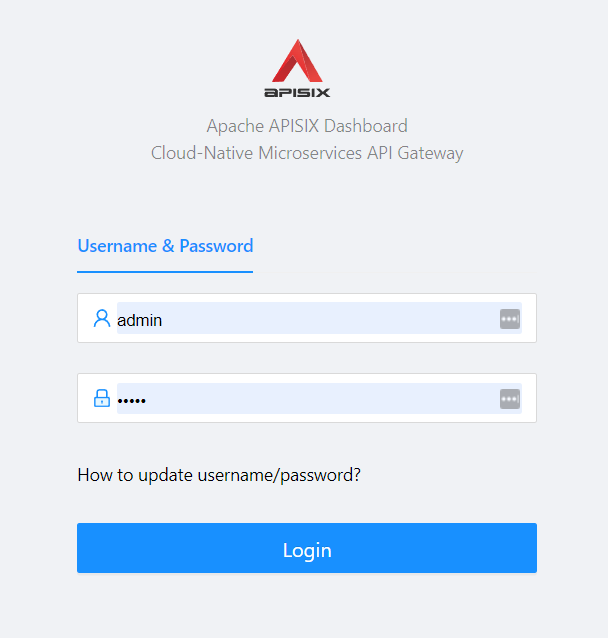 APISIX
Apache APISIX Dashboard
Cloud-Native Microservices API Gateway
Username & Password
admin
•••••
How to update username/password?
Login